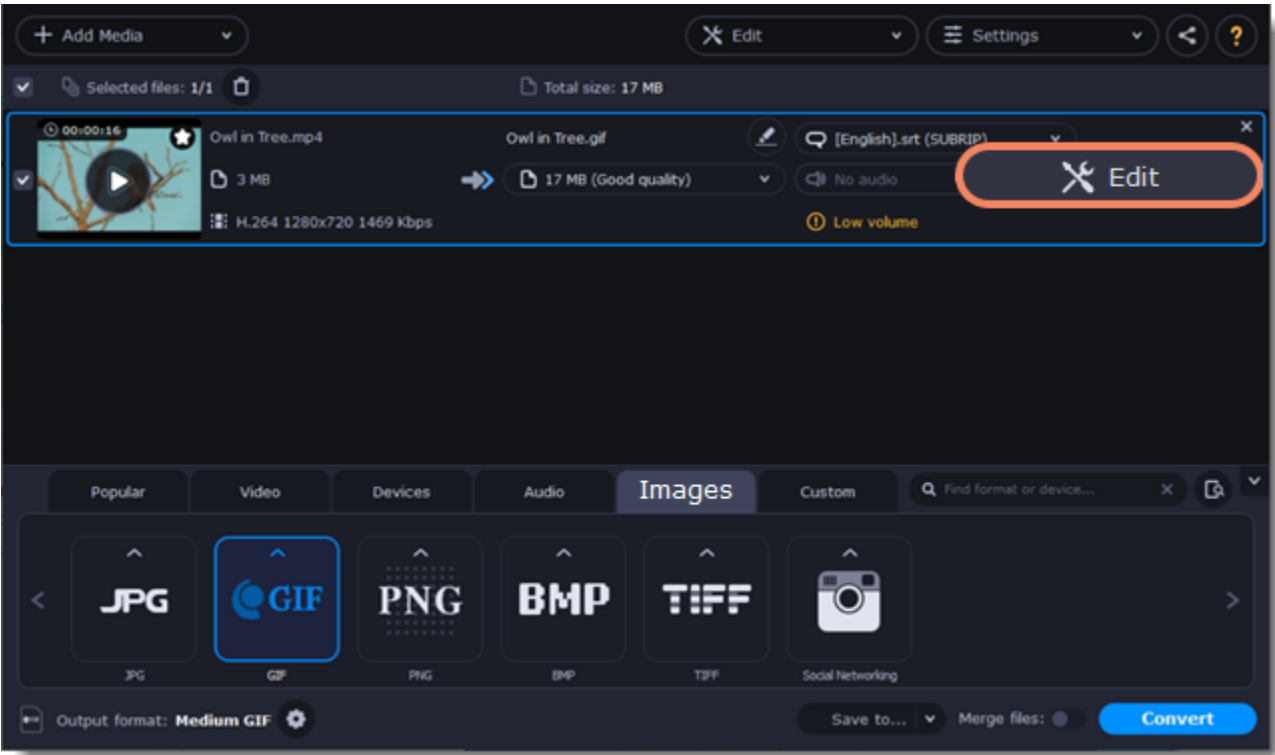 Add Media
Edit
Settings
?
Selected files: 1/1
Total size: 17 MB
00:00:16
Owl in Tree.mp4
Owl in Tree.gif
[English].srt (SUBRIP)
3 MB
17 MB (Good quality)
No audio
Edit
H.264 1280x720 1469 Kbps
Low volume
Popular
Video
Devices
Audio
Images
Custom
Find format or device...
JPG
GIF
PNG
BMP
TIFF
JPG
GIF
PNG
BMP
TIFF
Social Networking
Output format: Medium GIF
Save to...
Merge files:
Convert